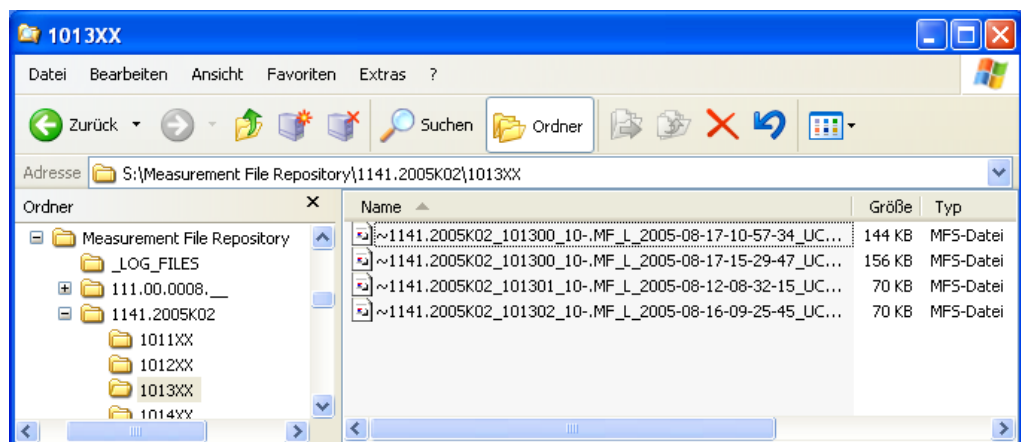 1013XX
Datei Bearbeiten Ansicht Favoriten Extras ?
Zurück Suchen Ordner
Adresse S:\Measurement File Repository\1141.2005K02\1013XX
Ordner x
Measurement File Repository
_LOG_FILES
111.00.0008.__
1141.2005K02
1011XX
1012XX
1013XX
1014XX
Name Größe Typ
~1141.2005K02_101300_10-.MF_L_2005-08-17-10-57-34_UC... 144 KB MFS-Datei
~1141.2005K02_101300_10-.MF_L_2005-08-17-15-29-47_UC... 156 KB MFS-Datei
~1141.2005K02_101301_10-.MF_L_2005-08-12-08-32-15_UC... 70 KB MFS-Datei
~1141.2005K02_101302_10-.MF_L_2005-08-16-09-25-45_UC... 70 KB MFS-Datei